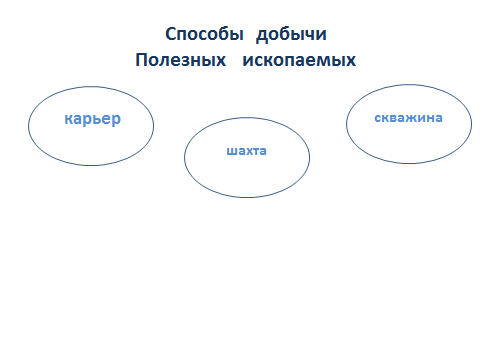 Способы добычи
Полезных ископаемых
карьер
шахта
скважина